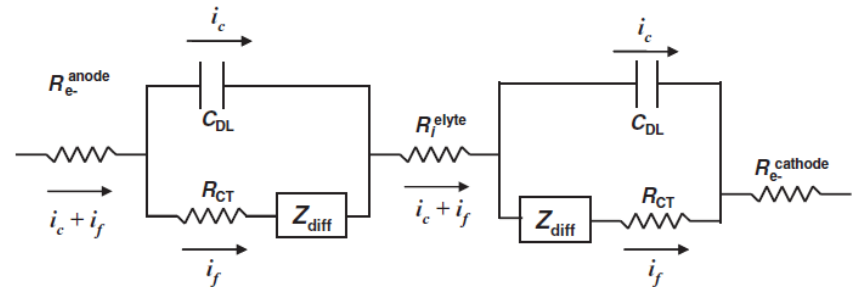 i_c
R_e-^anode
C_DL
i_c + i_f
R_CT
Z_diff
i_f
R_i^elyte
i_c + i_f
i_c
C_DL
Z_diff
R_CT
i_f
R_e-^cathode